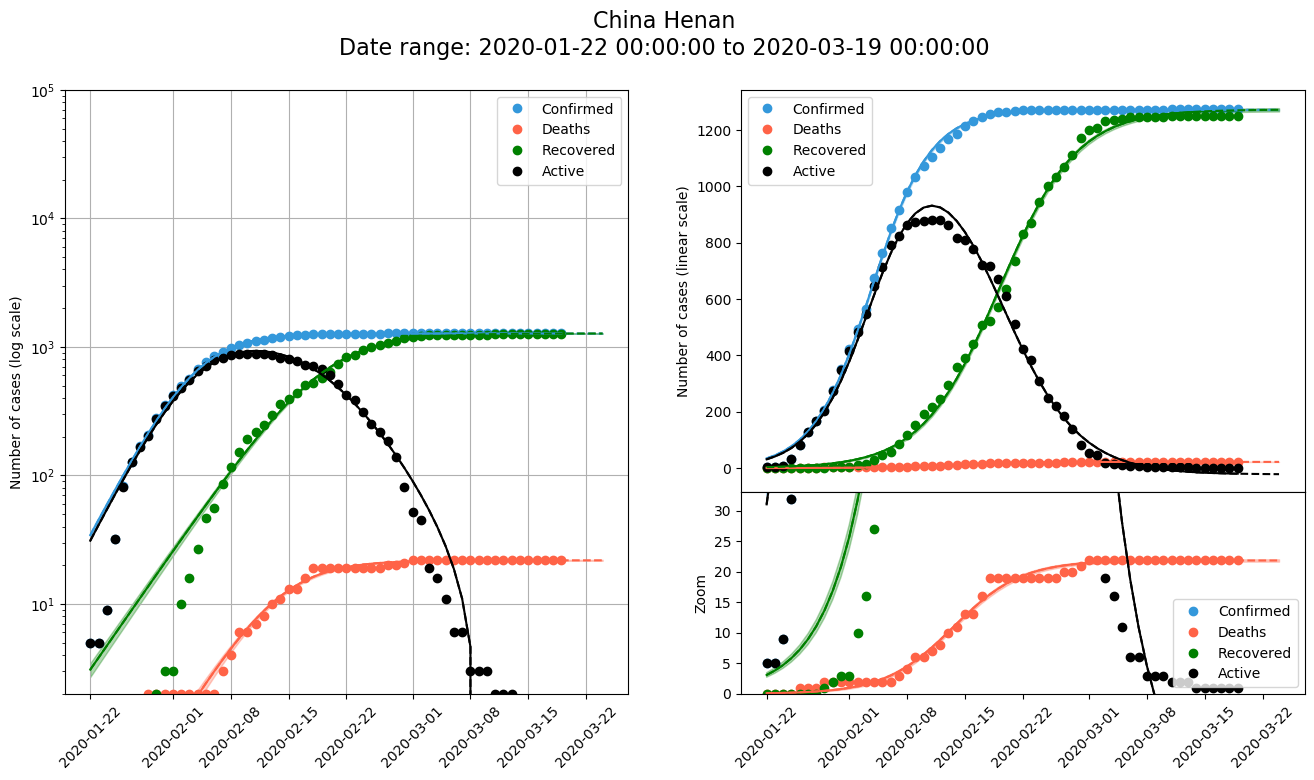 China Henan
Date range: 2020-01-22 00:00:00 to 2020-03-19 00:00:00
Number of cases (log scale)
10^5
10^4
10^3
10^2
10^1
Confirmed
Deaths
Recovered
Active
2020-01-22
2020-02-01
2020-02-08
2020-02-15
2020-02-22
2020-03-01
2020-03-08
2020-03-15
2020-03-22
Number of cases (linear scale)
1200
1000
800
600
400
200
0
Confirmed
Deaths
Recovered
Active
Zoom
30
25
20
15
10
5
0
Confirmed
Deaths
Recovered
Active
2020-01-22
2020-02-01
2020-02-08
2020-02-15
2020-02-22
2020-03-01
2020-03-08
2020-03-15
2020-03-22